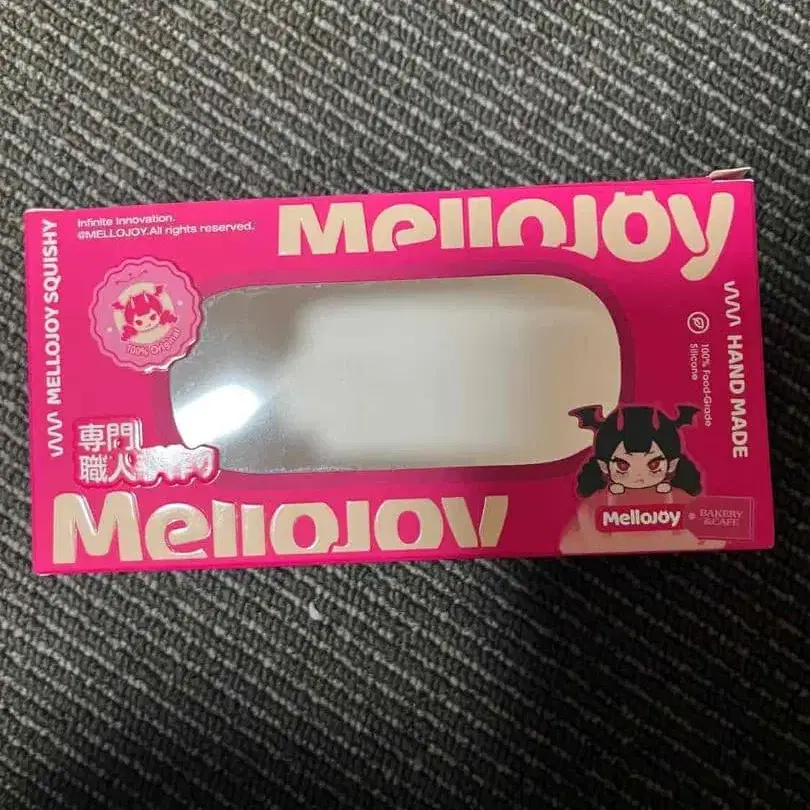 Infinite Innovation.
@MELLOJOY.All rights reserved.
Mellojoy
MELLOJOY SQUISHY
100% Original
HAND MADE
100% Food-Grade
Silicone
専門
職人
Mellojoy
Mellojoy
BAKERY
&CAFE